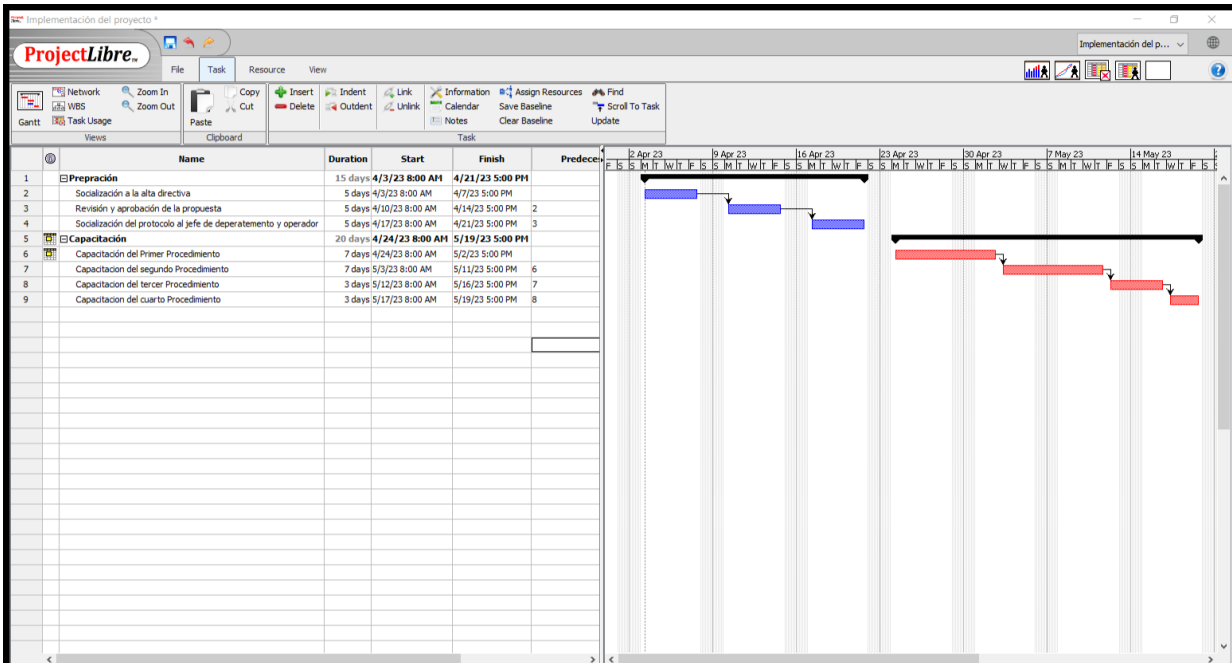 Implementación del proyecto *
ProjectLibre
Implementación del p...
File Task Resource View
Network Zoom In Copy Insert Indent Link Information Assign Resources Find
WBS Zoom Out Cut Delete Outdent Unlink Calendar Save Baseline Scroll To Task
Gantt Task Usage Paste Notes Clear Baseline Update
Views Clipboard Task
Name Duration Start Finish Predeces
2 Apr 23 9 Apr 23 16 Apr 23 23 Apr 23 30 Apr 23 7 May 23 14 May 23
F S S M T W T F S S M T W T F S S M T W T F S S M T W T F S S M T W T F S S M T W T F S S M T W T F S
1 Prepración 15 days 4/3/23 8:00 AM 4/21/23 5:00 PM
2 Socialización a la alta directiva 5 days 4/3/23 8:00 AM 4/7/23 5:00 PM
3 Revisión y aprobación de la propuesta 5 days 4/10/23 8:00 AM 4/14/23 5:00 PM 2
4 Socialización del protocolo al jefe de deperatemento y operador 5 days 4/17/23 8:00 AM 4/21/23 5:00 PM 3
5 Capacitación 20 days 4/24/23 8:00 AM 5/19/23 5:00 PM
6 Capacitación del Primer Procedimiento 7 days 4/24/23 8:00 AM 5/2/23 5:00 PM
7 Capacitacion del segundo Procedimiento 7 days 5/3/23 8:00 AM 5/11/23 5:00 PM 6
8 Capacitacion del tercer Procedimiento 3 days 5/12/23 8:00 AM 5/16/23 5:00 PM 7
9 Capacitacion del cuarto Procedimiento 3 days 5/17/23 8:00 AM 5/19/23 5:00 PM 8